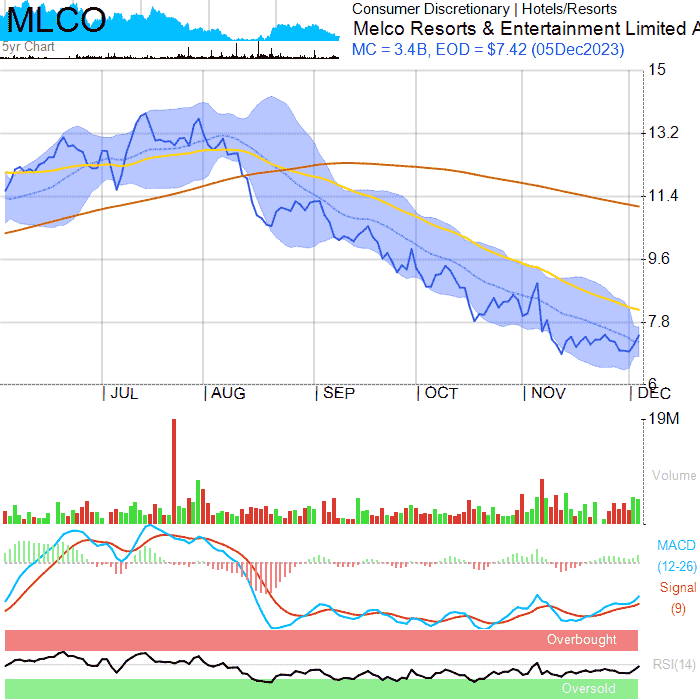 MLCO
5yr Chart
Consumer Discretionary | Hotels/Resorts
Melco Resorts & Entertainment Limited A
MC = 3.4B, EOD = $7.42 (05Dec2023)
15
13.2
11.4
9.6
7.8
6
| JUL | AUG | SEP | OCT | NOV | DEC
19M
Volume
MACD
(12-26)
Signal
(9)
Overbought
RSI(14)
Oversold